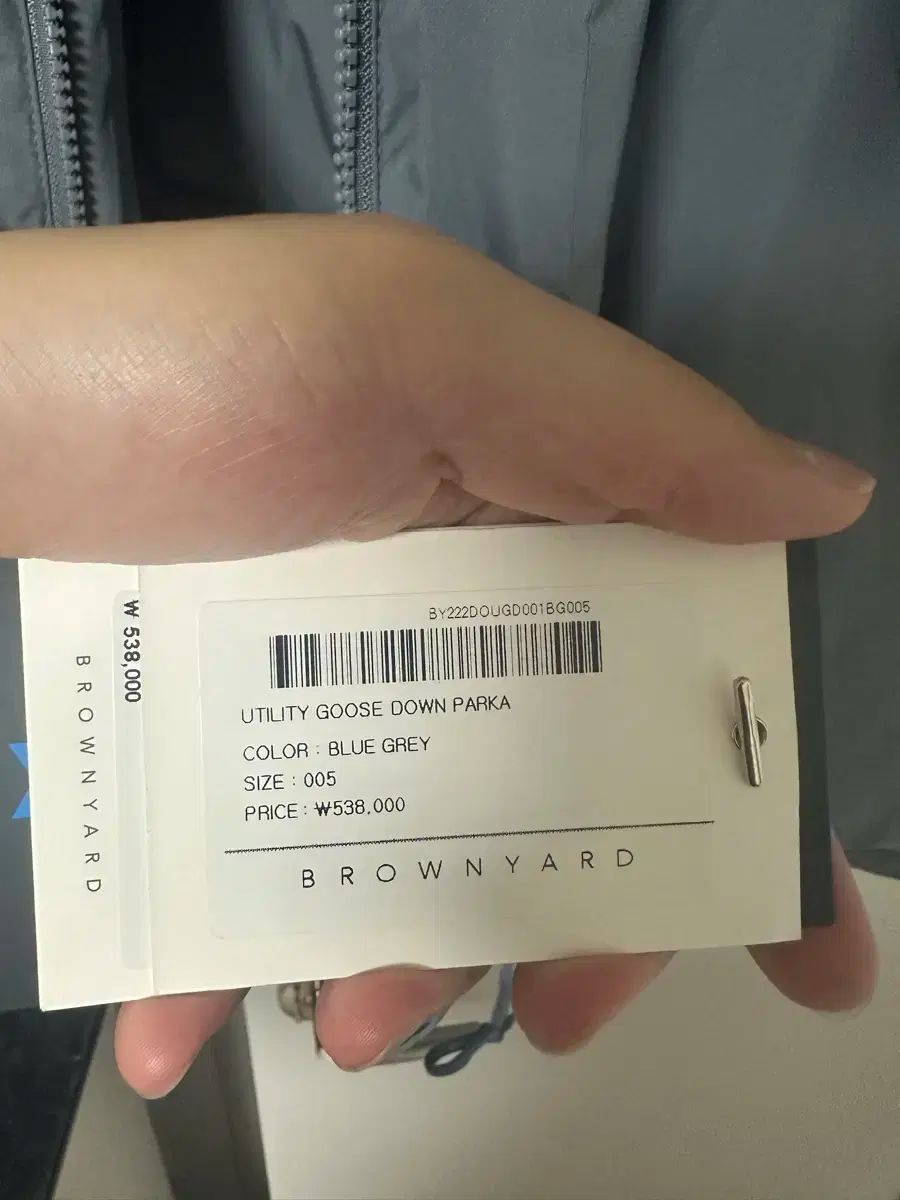 BROWNYARD
₩ 538,000
BY222DOUGD001BG005
UTILITY GOOSE DOWN PARKA
COLOR : BLUE GREY
SIZE : 005
PRICE : ₩538,000
BROWNYARD